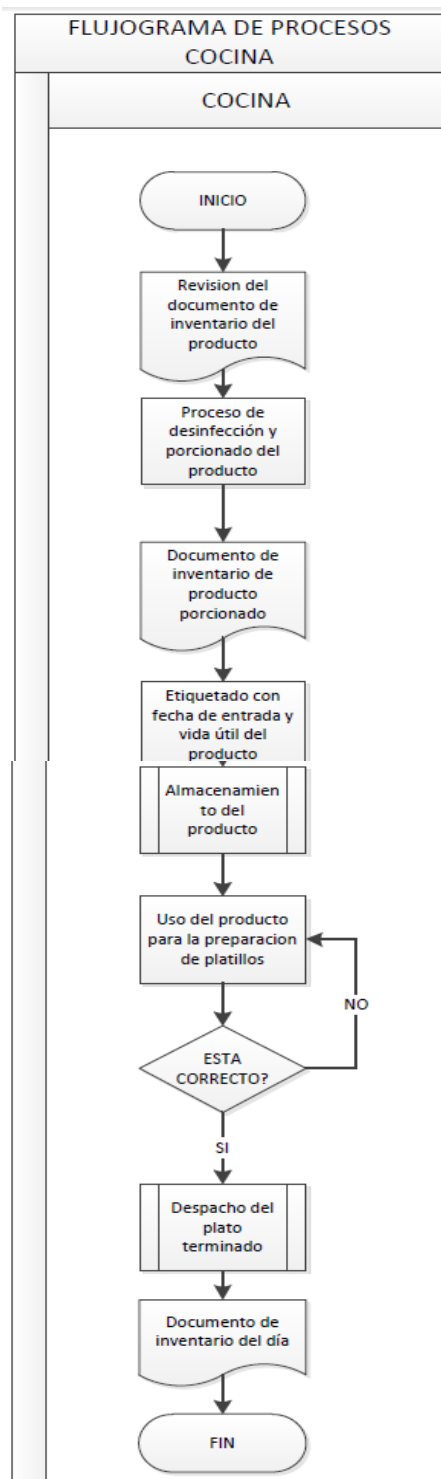 FLUJOGRAMA DE PROCESOS
COCINA
COCINA
INICIO
Revision del
documento de
inventario del
producto
Proceso de
desinfección y
porcionado del
producto
Documento de
inventario de
producto
porcionado
Etiquetado con
fecha de entrada y
vida útil del
producto
Almacenamien
to del
producto
Uso del producto
para la preparacion
de platillos
NO
ESTA
CORRECTO?
SI
Despacho del
plato
terminado
Documento de
inventario del día
FIN